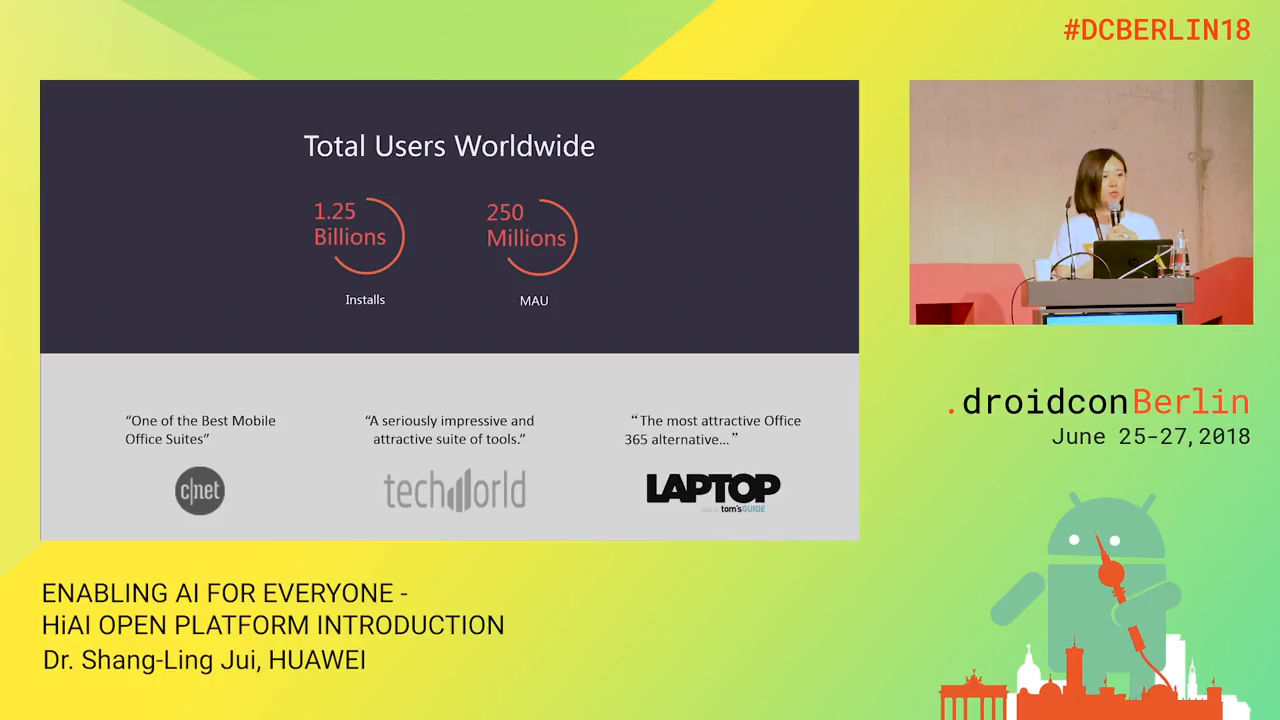 #DCBERLIN18
Total Users Worldwide
1.25
Billions
250
Millions
Installs
MAU
“One of the Best Mobile
Office Suites”
“A seriously impressive and
attractive suite of tools.”
“The most attractive Office
365 alternative...”
c|net
techworld
LAPTOP
tom'sGUIDE
.droidconBerlin
June 25-27, 2018
ENABLING AI FOR EVERYONE -
HiAI OPEN PLATFORM INTRODUCTION
Dr. Shang-Ling Jui, HUAWEI